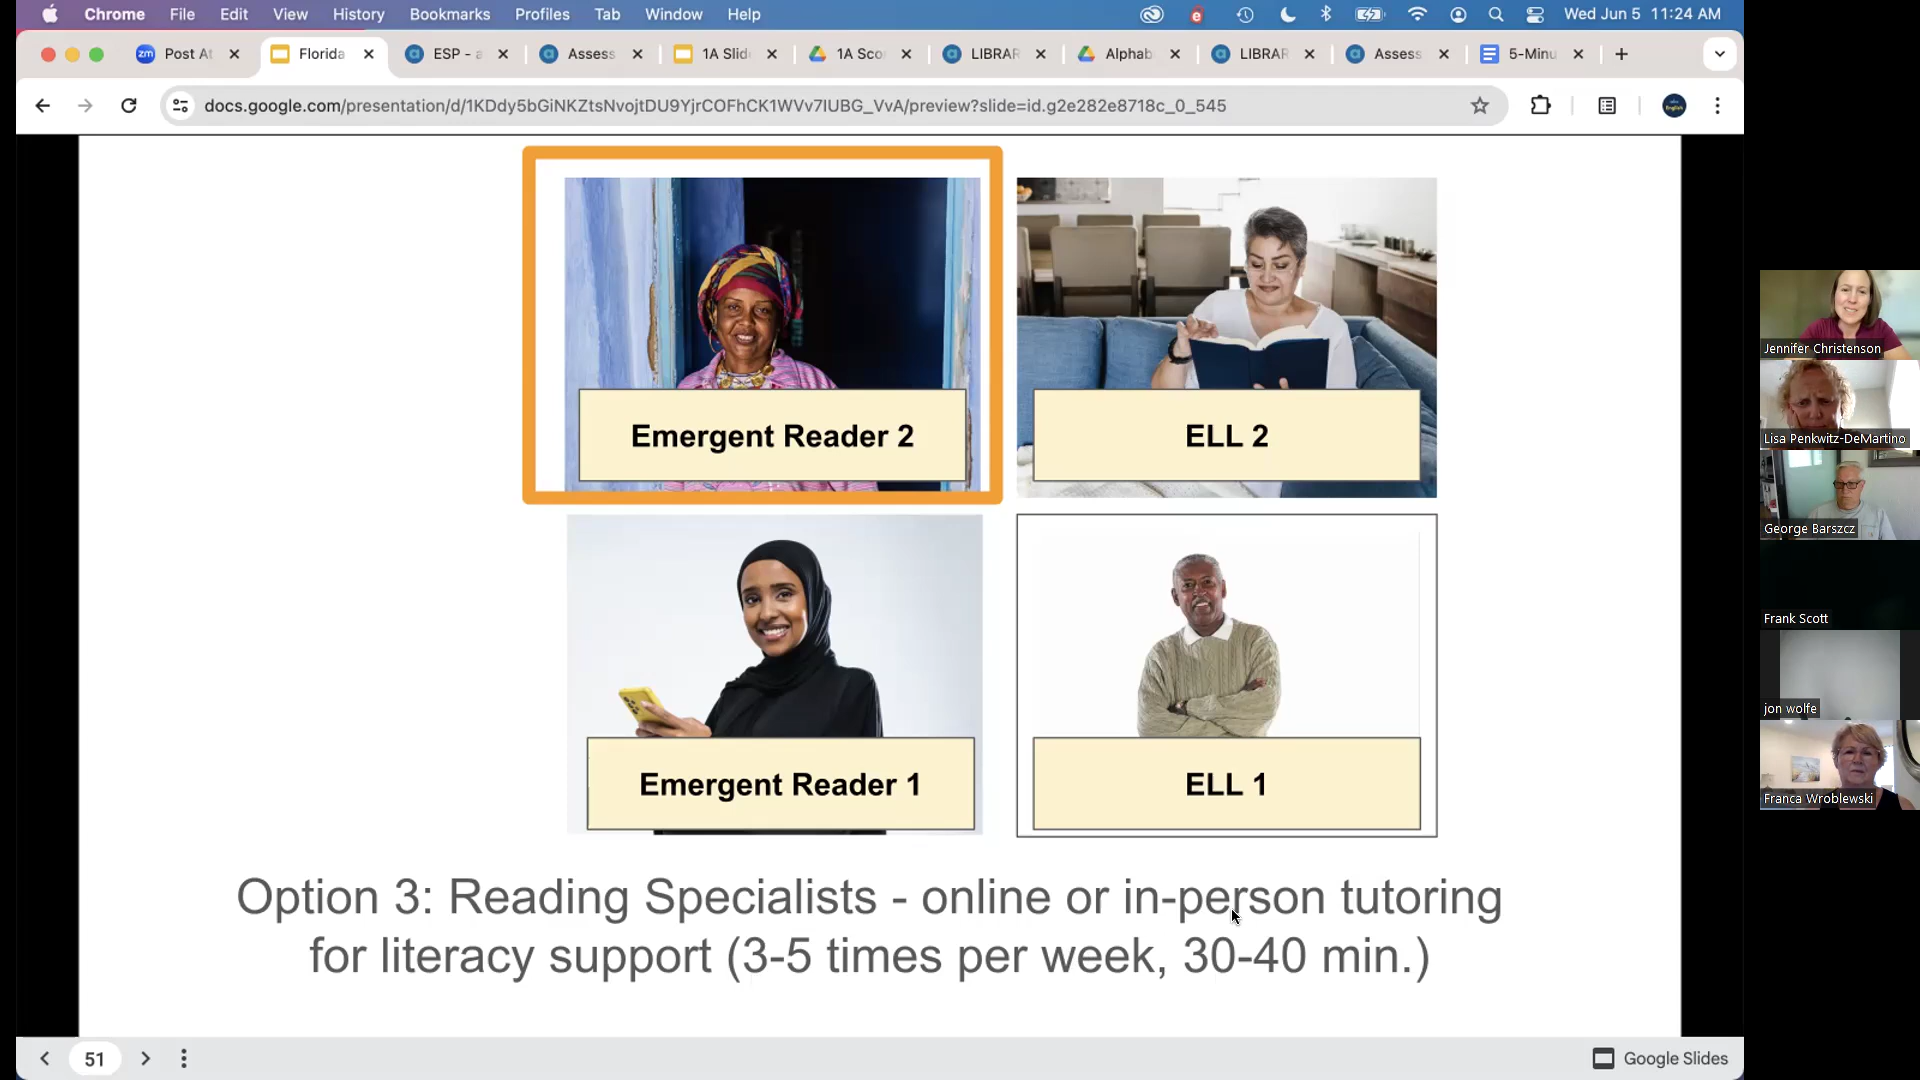 Chrome File Edit View History Bookmarks Profiles Tab Window Help Wed Jun 5 11:24 AM
zm Post At Florida ESP - a Assess 1A Slid 1A Sco LIBRAR Alphab LIBRAR Assess 5-Minu
docs.google.com/presentation/d/1KDdy5bGiNKZtsNvojtDU9YjrCOFhCK1WVv7IUBG_VvA/preview?slide=id.g2e282e8718c_0_545
Emergent Reader 2
ELL 2
Emergent Reader 1
ELL 1
Option 3: Reading Specialists - online or in-person tutoring
for literacy support (3-5 times per week, 30-40 min.)
51
Google Slides
Jennifer Christenson
Lisa Penkwitz-DeMartino
George Barszcz
Frank Scott
jon wolfe
Franca Wroblewski